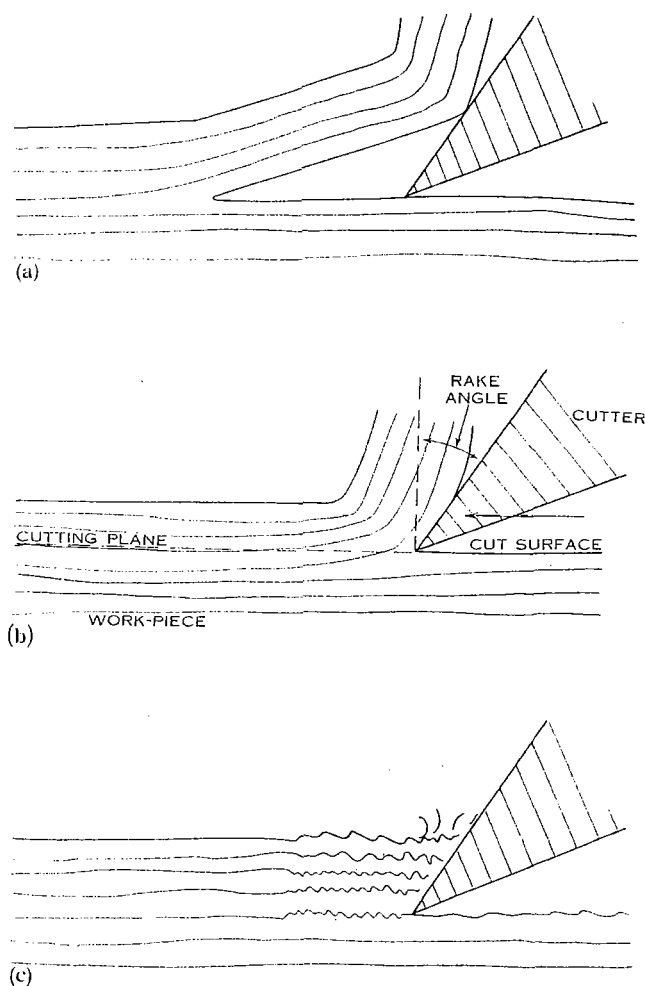 (a)
RAKE
ANGLE
CUTTER
CUTTING PLANE
CUT SURFACE
WORK-PIECE
(b)
(c)